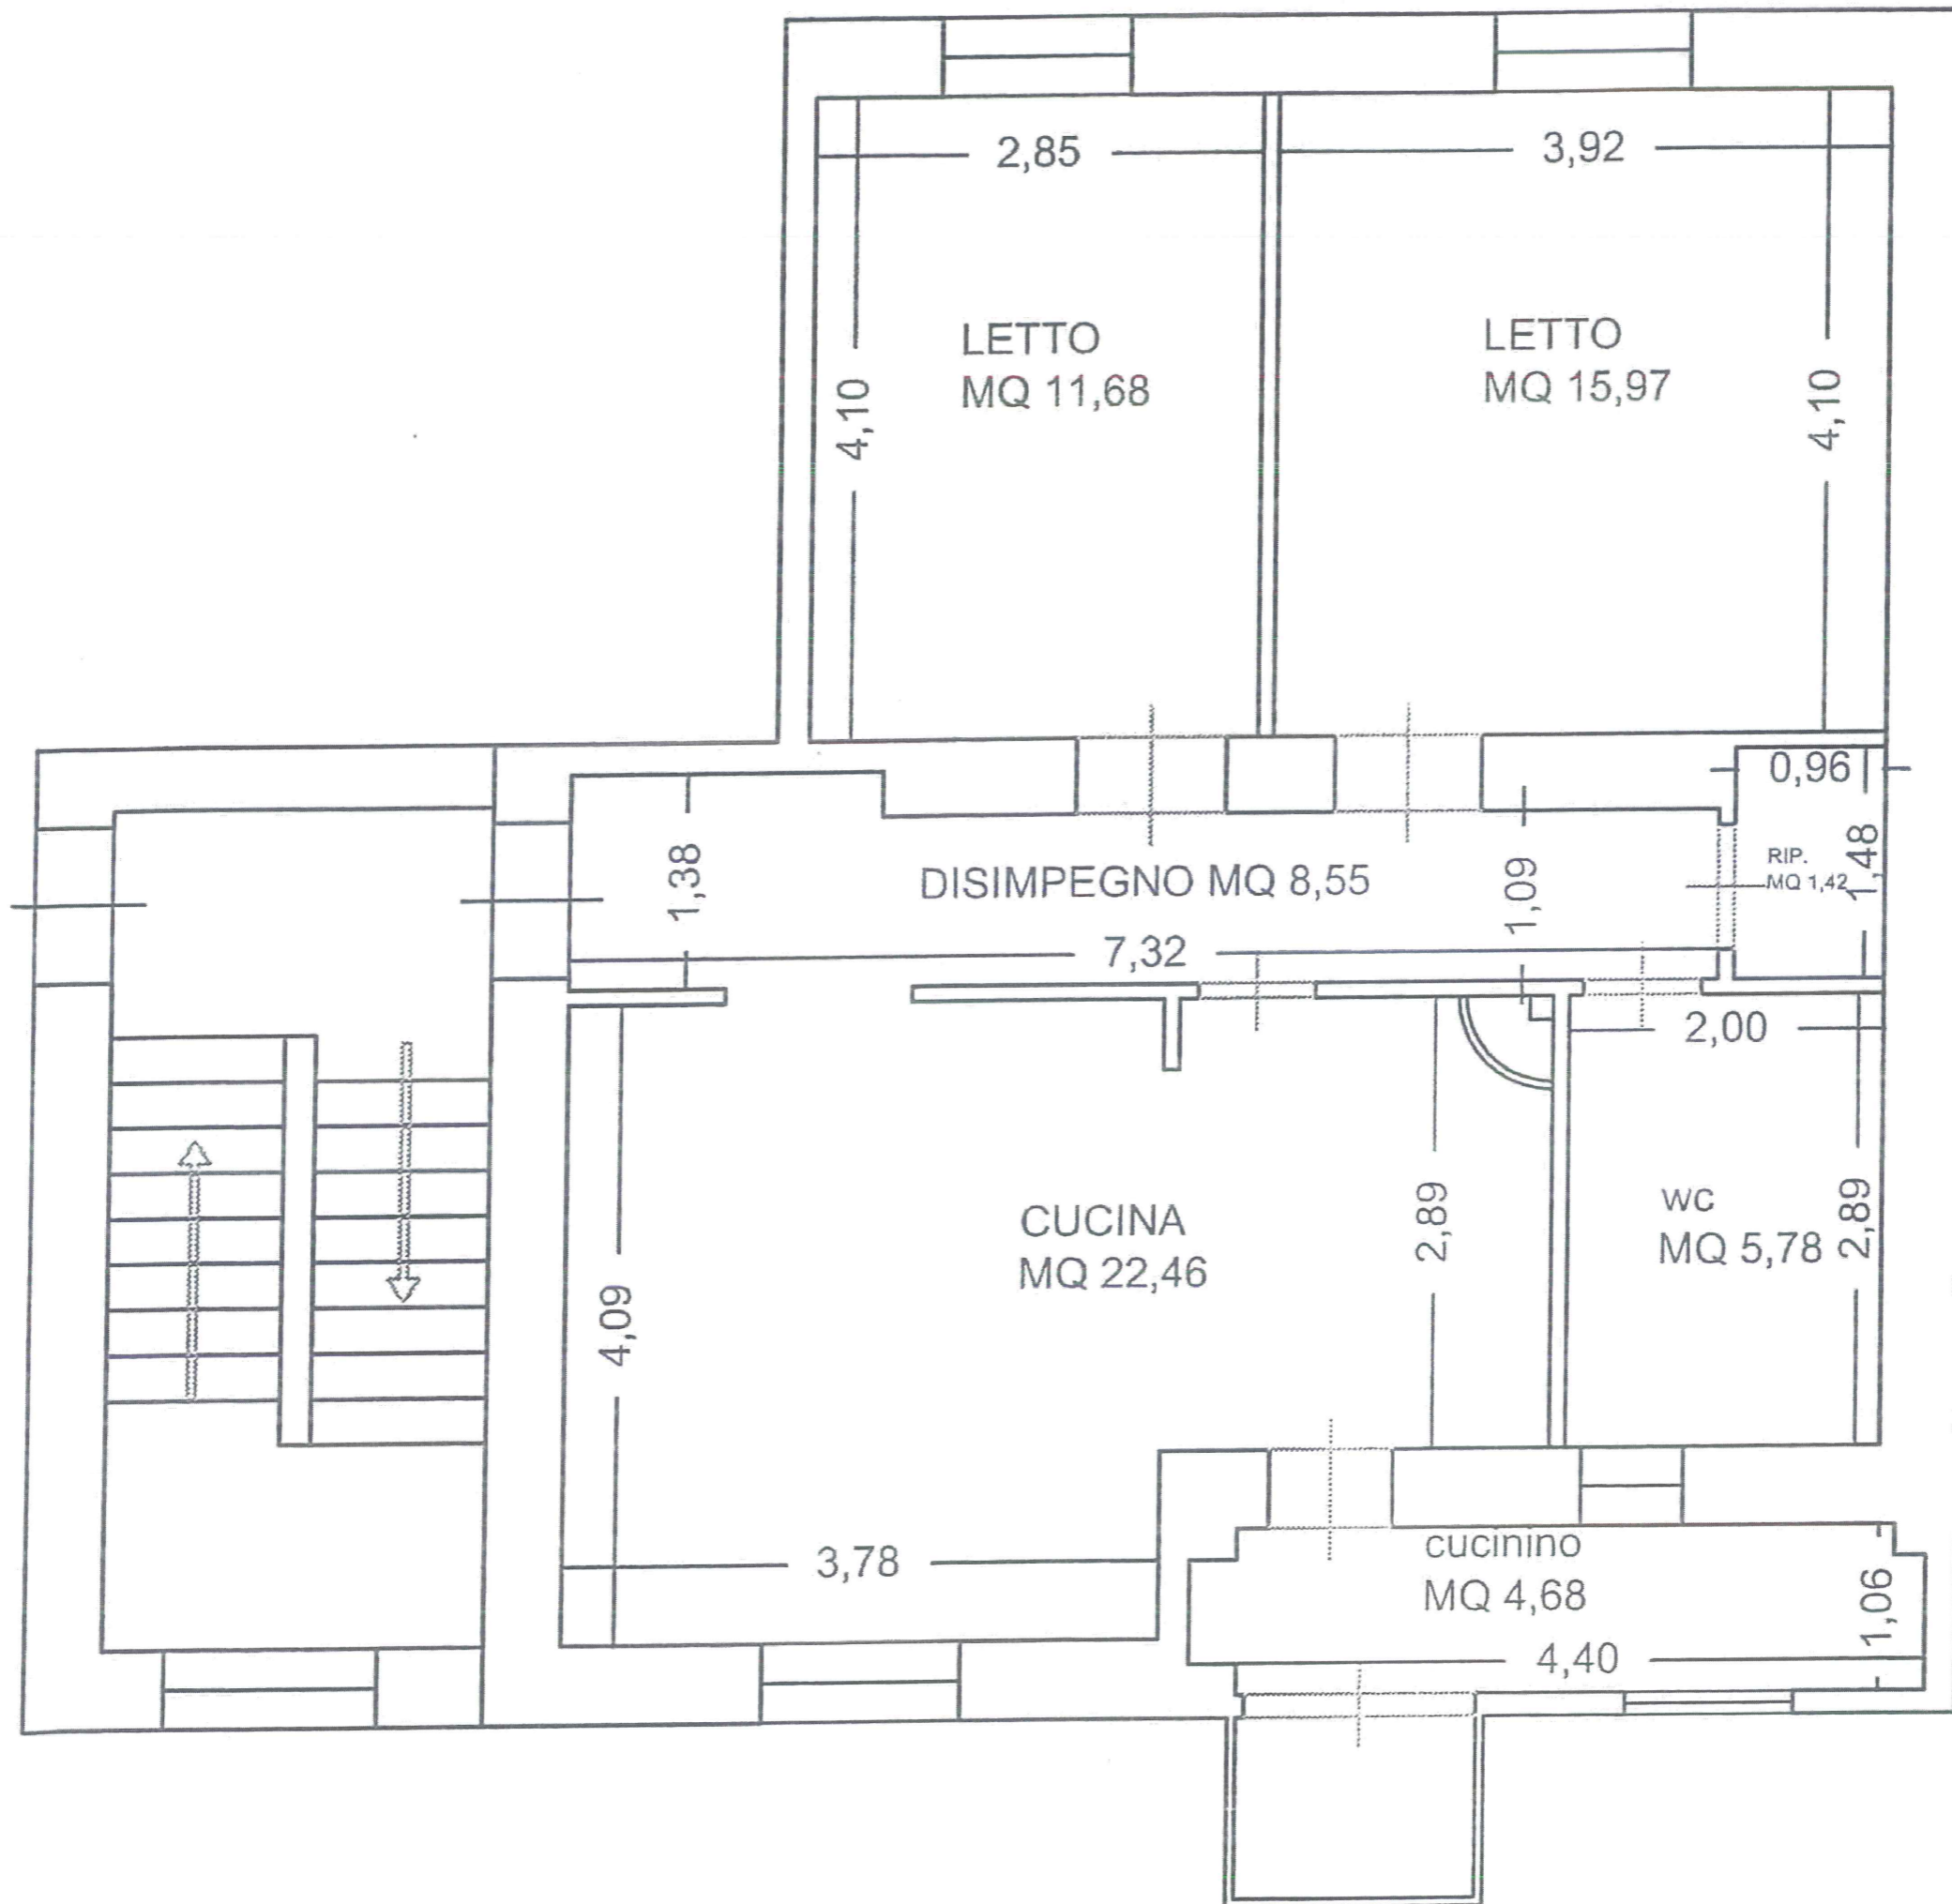 2,85
3,92
LETTO
MQ 11,68
4,10
LETTO
MQ 15,97
4,10
0,96
1,38
DISIMPEGNO MQ 8,55
1,09
RIP.
MQ 1,42
1,48
7,32
2,00
CUCINA
MQ 22,46
2,89
WC
MQ 5,78
2,89
4,09
3,78
cucinino
MQ 4,68
1,06
4,40